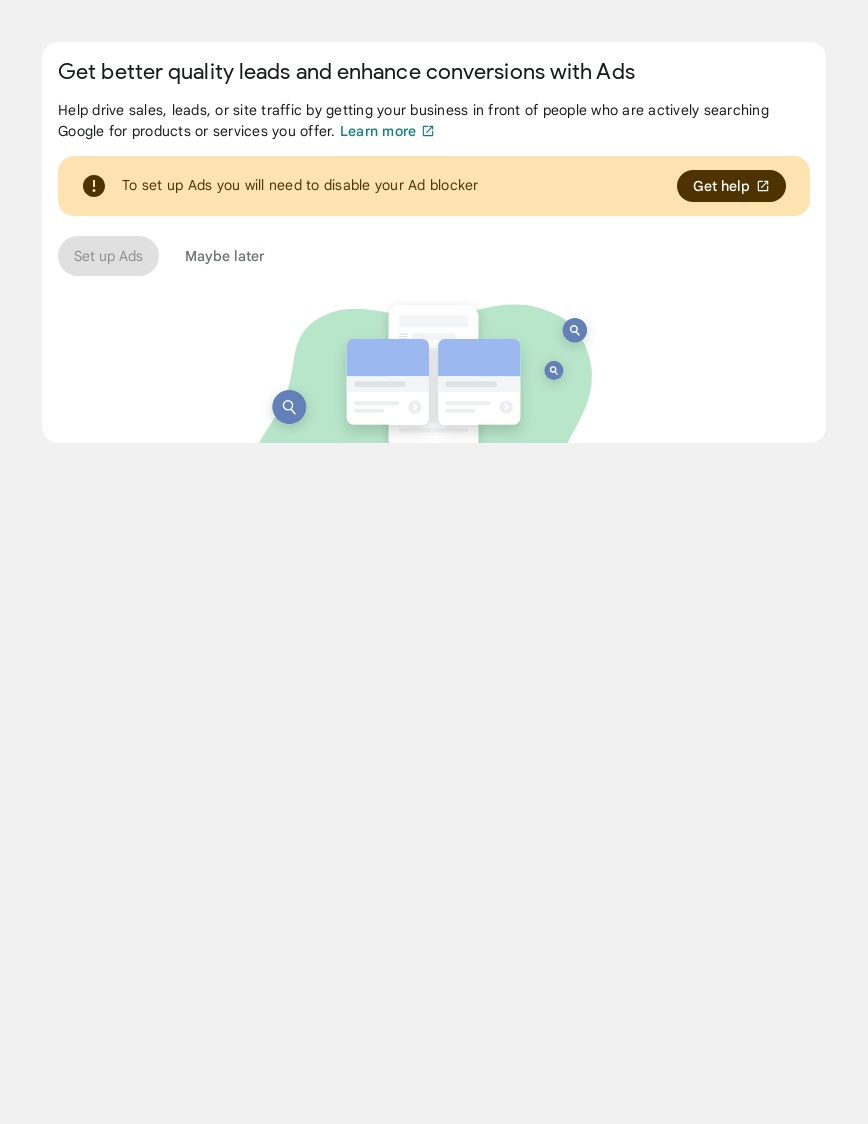 Get better quality leads and enhance conversions with Ads
Help drive sales, leads, or site traffic by getting your business in front of people who are actively searching
Google for products or services you offer. Learn more
To set up Ads you will need to disable your Ad blocker
Get help
Set up Ads
Maybe later